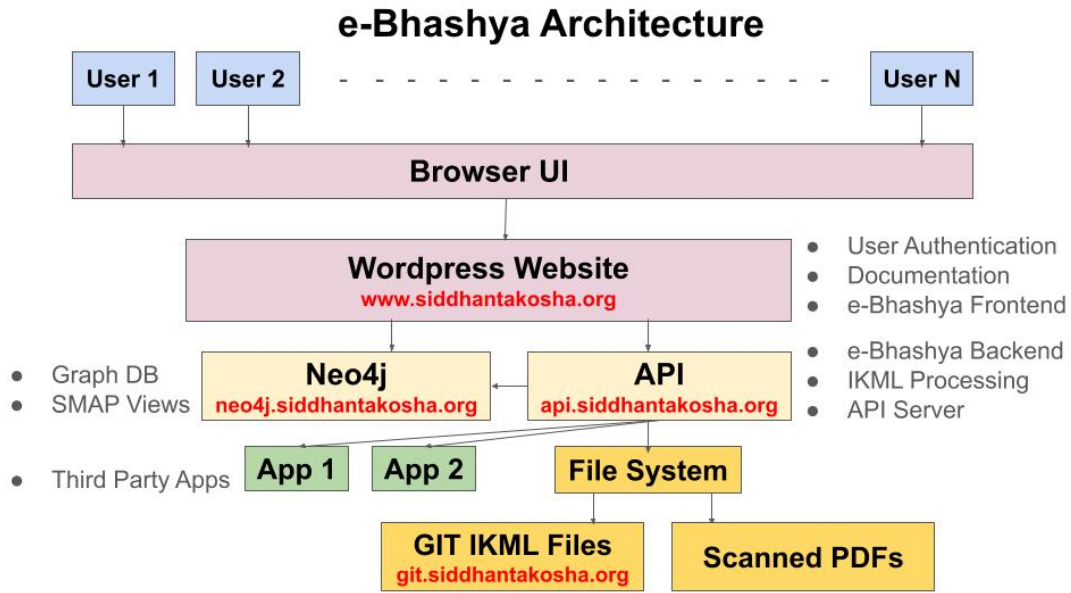 e-Bhashya Architecture
User 1
User 2
- - - - - - - - - - - - - - - - -
User N
Browser UI
Wordpress Website
www.siddhantakosha.org
● User Authentication
● Documentation
● e-Bhashya Frontend
● Graph DB
● SMAP Views
Neo4j
neo4j.siddhantakosha.org
API
api.siddhantakosha.org
● e-Bhashya Backend
● IKML Processing
● API Server
● Third Party Apps
App 1
App 2
File System
GIT IKML Files
git.siddhantakosha.org
Scanned PDFs